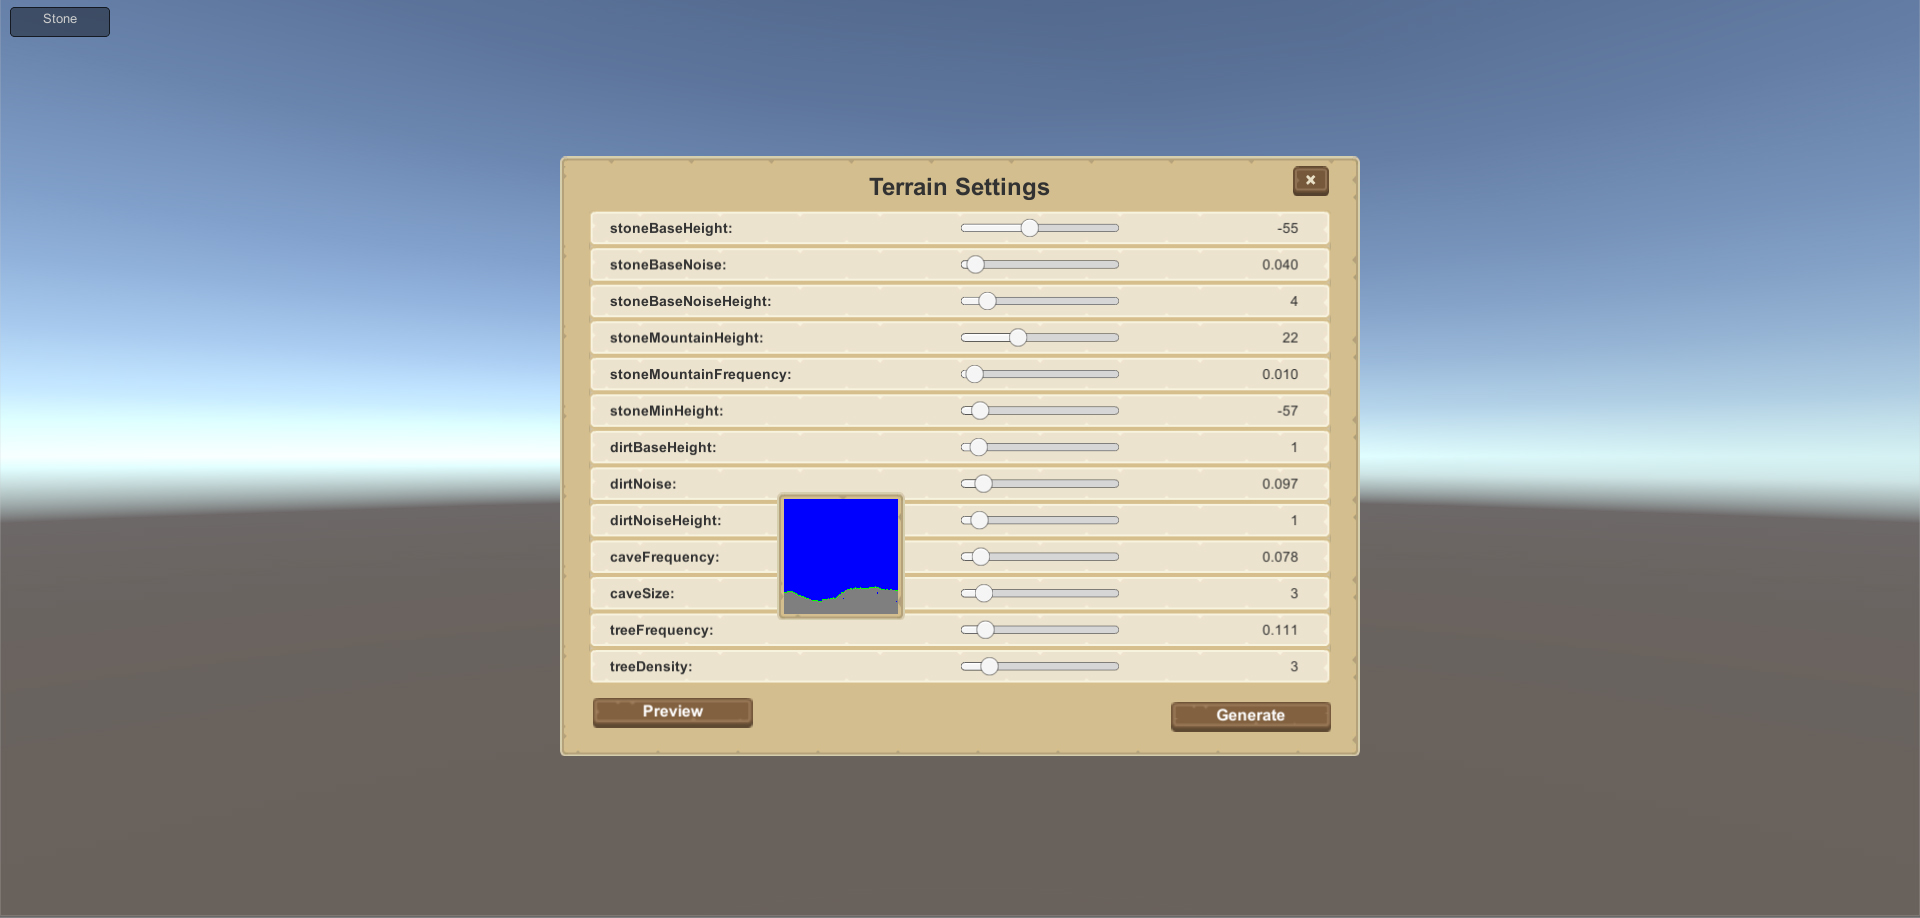 Stone
Terrain Settings
×
stoneBaseHeight: -55
stoneBaseNoise: 0.040
stoneBaseNoiseHeight: 4
stoneMountainHeight: 22
stoneMountainFrequency: 0.010
stoneMinHeight: -57
dirtBaseHeight: 1
dirtNoise: 0.097
dirtNoiseHeight: 1
caveFrequency: 0.078
caveSize: 3
treeFrequency: 0.111
treeDensity: 3
Preview
Generate